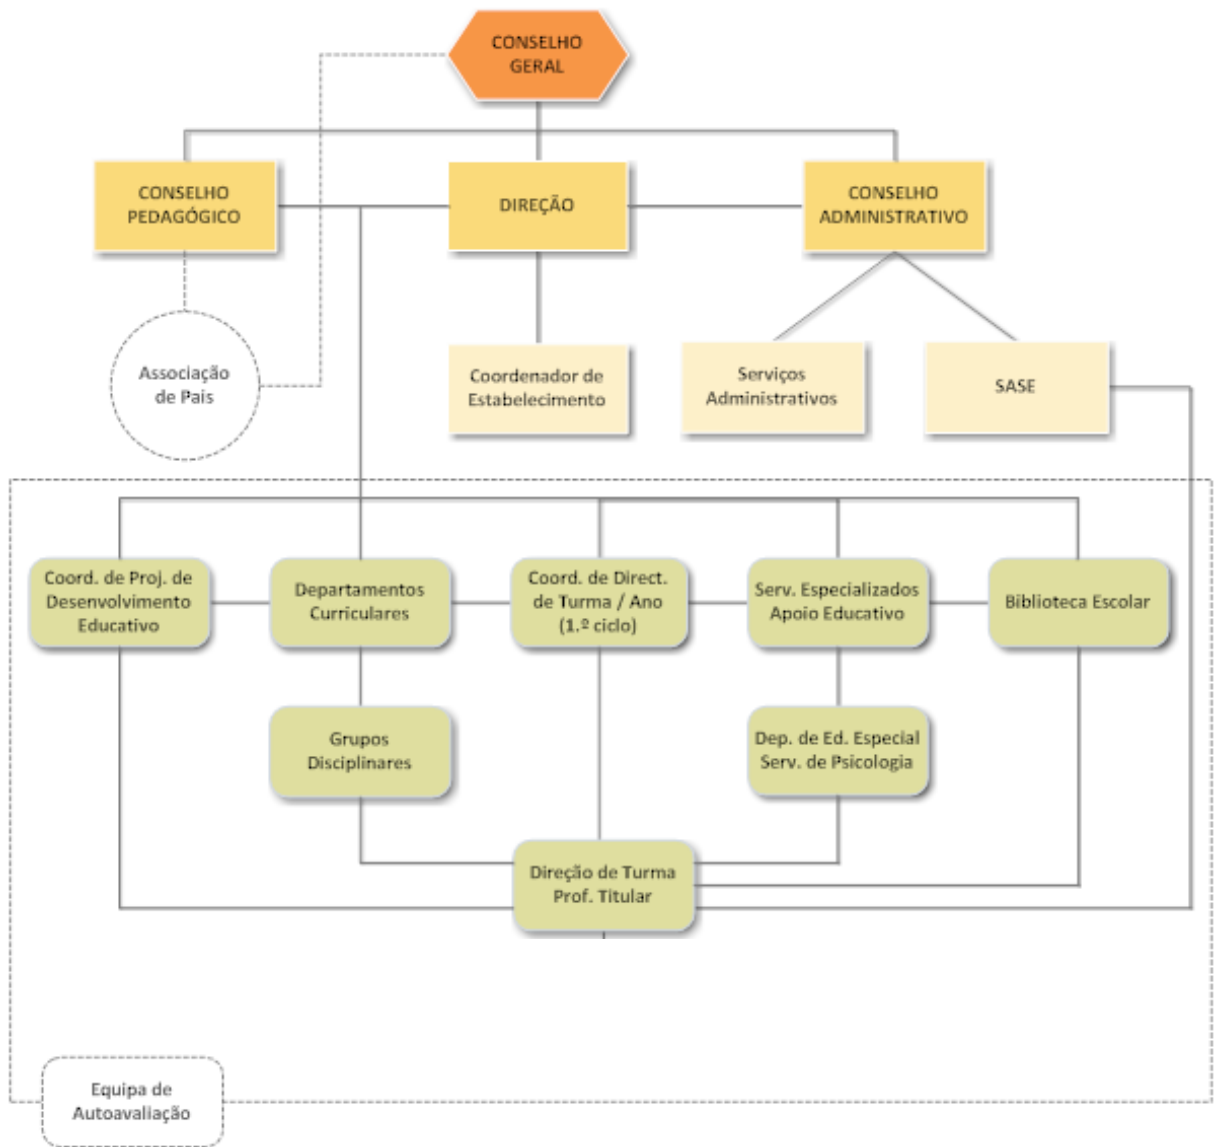 CONSELHO
GERAL
CONSELHO
PEDAGÓGICO
DIREÇÃO
CONSELHO
ADMINISTRATIVO
Associação
de Pais
Coordenador de
Estabelecimento
Serviços
Administrativos
SASE
Coord. de Proj. de
Desenvolvimento
Educativo
Departamentos
Curriculares
Coord. de Direct.
de Turma / Ano
(1.º ciclo)
Serv. Especializados
Apoio Educativo
Biblioteca Escolar
Grupos
Disciplinares
Dep. de Ed. Especial
Serv. de Psicologia
Direção de Turma
Prof. Titular
Equipa de
Autoavaliação